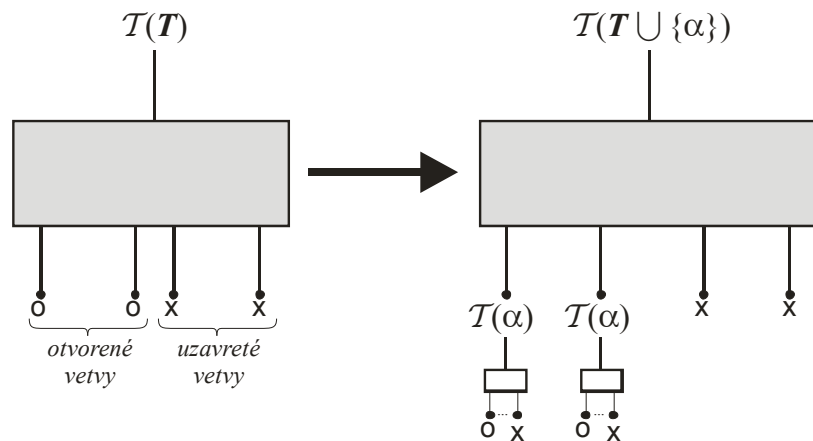 𝒯(T) 𝒯(T ∪ {α})
o o x x x x
𝒯(α) 𝒯(α)
otvorené uzavreté
vetvy vetvy
o ... x o ... x